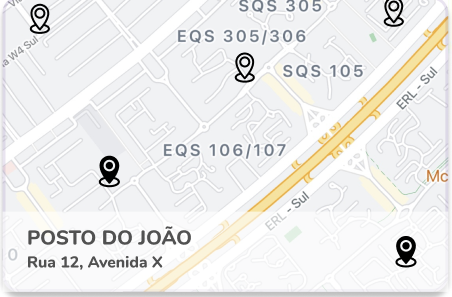 SQS 305
EQS 305/306
SQS 105
W4 Sul
ERL - Sul
EQS 106/107
Mc
ERL - Sul
POSTO DO JOÃO
Rua 12, Avenida X
0